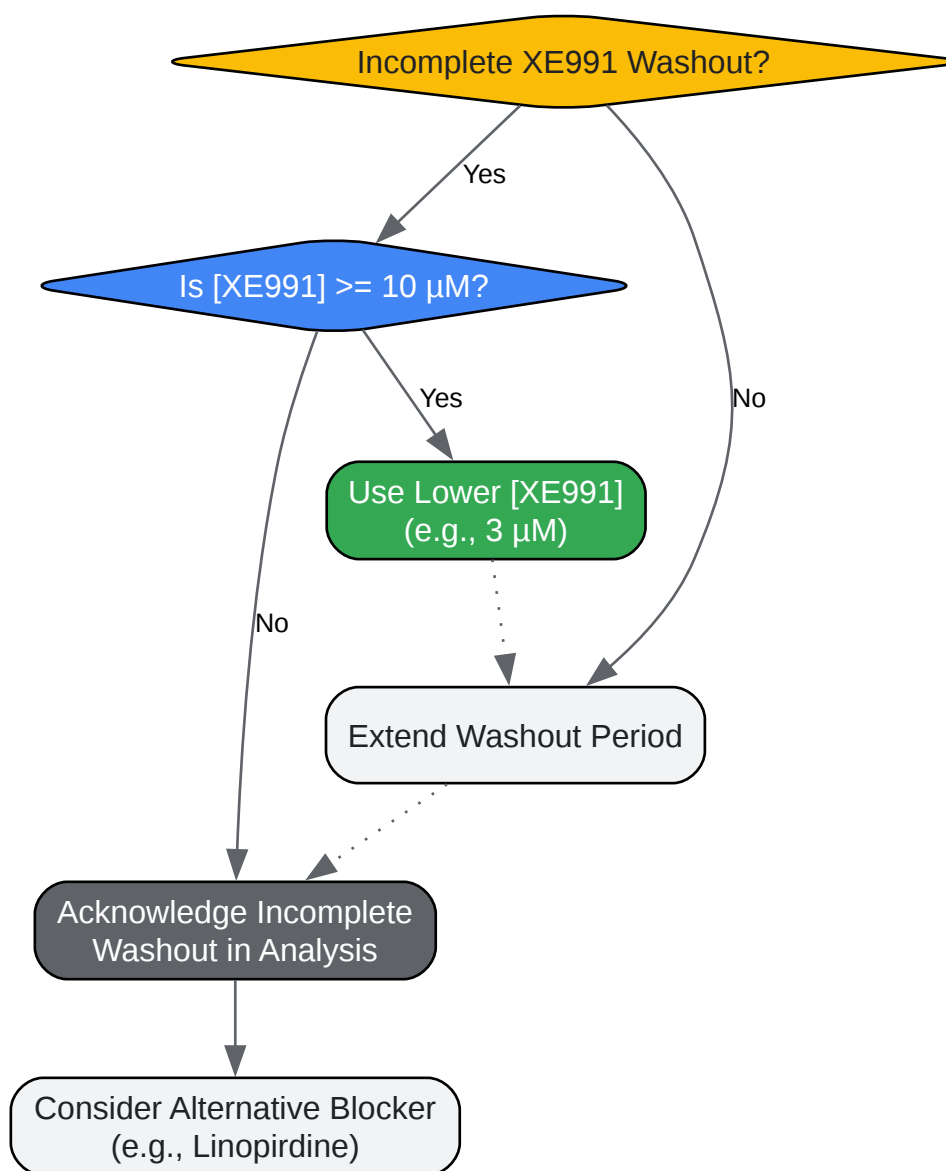 Incomplete XE991 Washout?
Yes
Is [XE991] >= 10 µM?
Yes
No
Use Lower [XE991]
(e.g., 3 µM)
No
Extend Washout Period
Acknowledge Incomplete
Washout in Analysis
Consider Alternative Blocker
(e.g., Linopirdine)